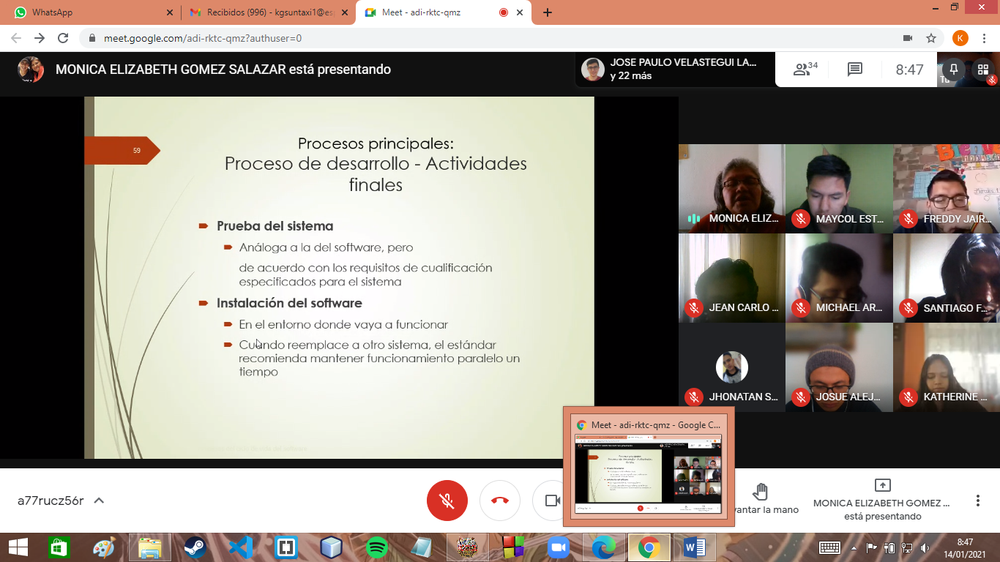 WhatsApp
Recibidos (996) - kgsuntaxi1@es
Meet - adi-rktc-qmz
meet.google.com/adi-rktc-qmz?authuser=0
K
MONICA ELIZABETH GOMEZ SALAZAR está presentando
JOSE PAULO VELASTEGUI LA...
y 22 más
34
8:47
Tú
59
Procesos principales:
Proceso de desarrollo - Actividades
finales
Prueba del sistema
Análoga a la del software, pero
de acuerdo con los requisitos de cualificación
especificados para el sistema
Instalación del software
En el entorno donde vaya a funcionar
Cuando reemplace a otro sistema, el estándar
recomienda mantener funcionamiento paralelo un
tiempo
MONICA ELIZ...
MAYCOL EST...
FREDDY JAIR...
JEAN CARLO ...
MICHAEL AR...
SANTIAGO F...
JHONATAN S...
JOSUE ALEJ...
KATHERINE ...
Meet - adi-rktc-qmz - Google C...
a77rucz56r
vantar la mano
MONICA ELIZABETH GOMEZ ...
está presentando
8:47
14/01/2021